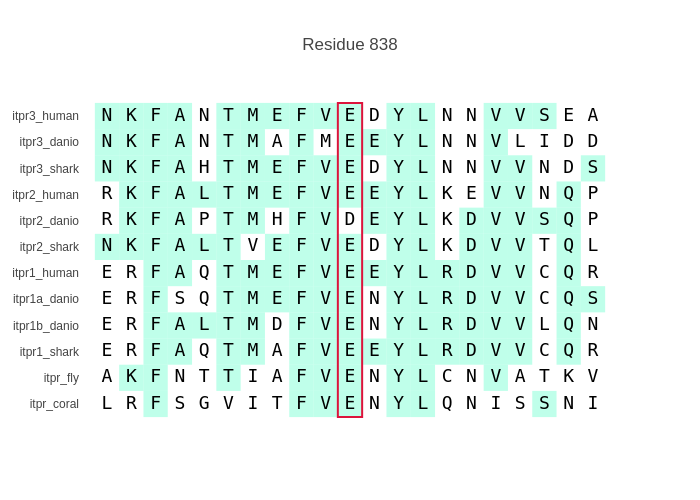 Residue 838
itpr3_human N K F A N T M E F V E D Y L N N V V S E A
itpr3_danio N K F A N T M A F M E E Y L N N V L I D D
itpr3_shark N K F A H T M E F V E D Y L N N V V N D S
itpr2_human R K F A L T M E F V E E Y L K E V V N Q P
itpr2_danio R K F A P T M H F V D E Y L K D V V S Q P
itpr2_shark N K F A L T V E F V E D Y L K D V V T Q L
itpr1_human E R F A Q T M E F V E E Y L R D V V C Q R
itpr1a_danio E R F S Q T M E F V E N Y L R D V V C Q S
itpr1b_danio E R F A L T M D F V E N Y L R D V V L Q N
itpr1_shark E R F A Q T M A F V E E Y L R D V V C Q R
itpr_fly A K F N T T I A F V E N Y L C N V A T K V
itpr_coral L R F S G V I T F V E N Y L Q N I S S N I